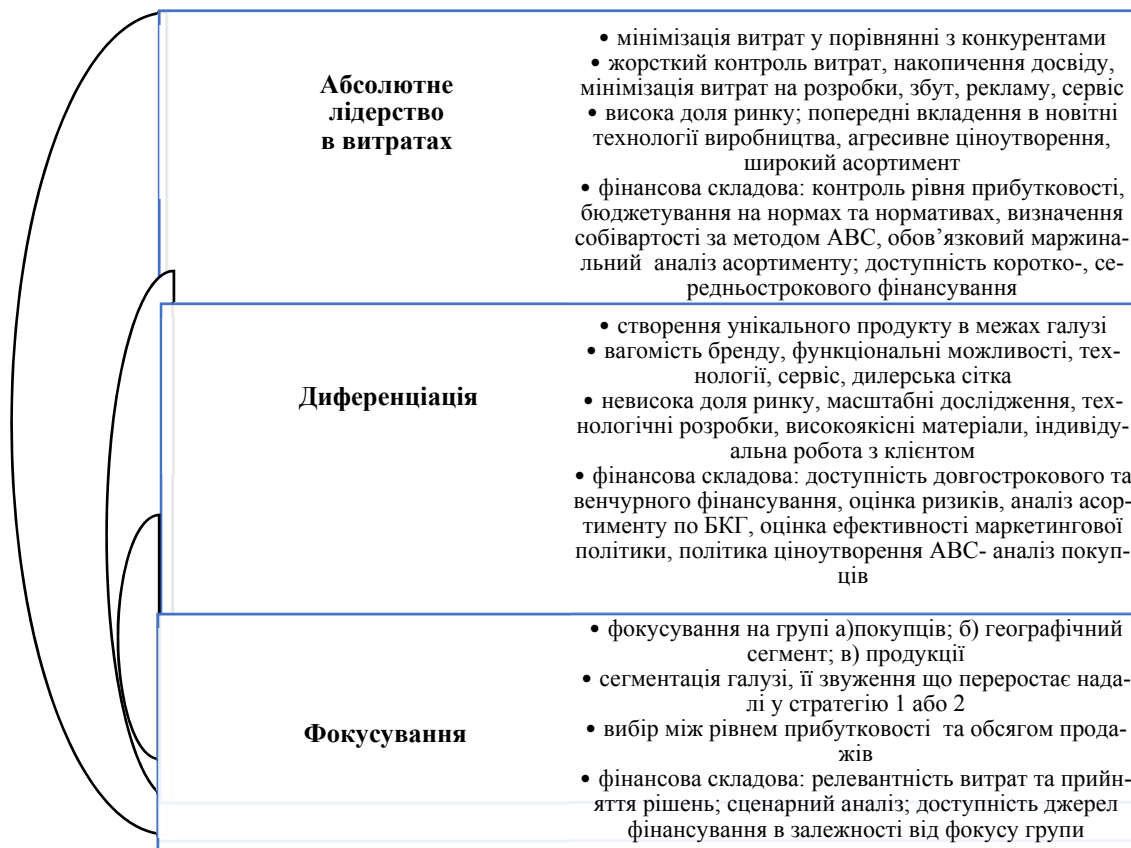 Абсолютне
лідерство
в витратах
• мінімізація витрат у порівнянні з конкурентами
• жорсткий контроль витрат, накопичення досвіду,
мінімізація витрат на розробки, збут, рекламу, сервіс
• висока доля ринку; попередні вкладення в новітні
технології виробництва, агресивне ціноутворення,
широкий асортимент
• фінансова складова: контроль рівня прибутковості,
бюджетування на нормах та нормативах, визначення
собівартості за методом АВС, обов’язковий маржина-
льний аналіз асортименту; доступність коротко-, се-
редньострокового фінансування
Диференціація
• створення унікального продукту в межах галузі
• вагомість бренду, функціональні можливості, тех-
нології, сервіс, дилерська сітка
• невисока доля ринку, масштабні дослідження, тех-
нологічні розробки, високоякісні матеріали, індивіду-
альна робота з клієнтом
• фінансова складова: доступність довгострокового та
венчурного фінансування, оцінка ризиків, аналіз асор-
тименту по БКГ, оцінка ефективності маркетингової
політики, політика ціноутворення АВС- аналіз покуп-
ців
Фокусування
• фокусування на групі а)покупців; б) географічний
сегмент; в) продукції
• сегментація галузі, її звуження що переростає нада-
лі у стратегію 1 або 2
• вибір між рівнем прибутковості та обсягом прода-
жів
• фінансова складова: релевантність витрат та прийн-
яття рішень; сценарний аналіз; доступність джерел
фінансування в залежності від фокусу групи